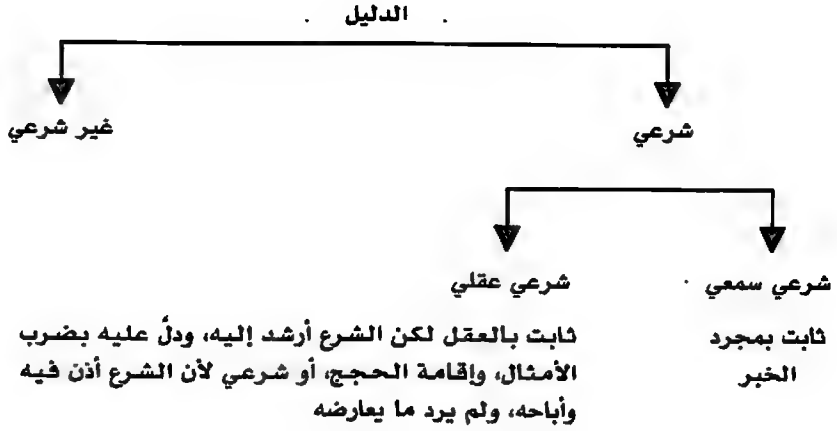 الدليل
شرعي
غير شرعي
شرعي سمعي
شرعي عقلي
ثابت بمجرد
الخبر
ثابت بالعقل لكن الشرع أرشد إليه، ودلَّ عليه بضرب
الأمثال، وإقامة الحجج، أو شرعي لأن الشرع أذن فيه
وأباحه، ولم يرد ما يعارضه